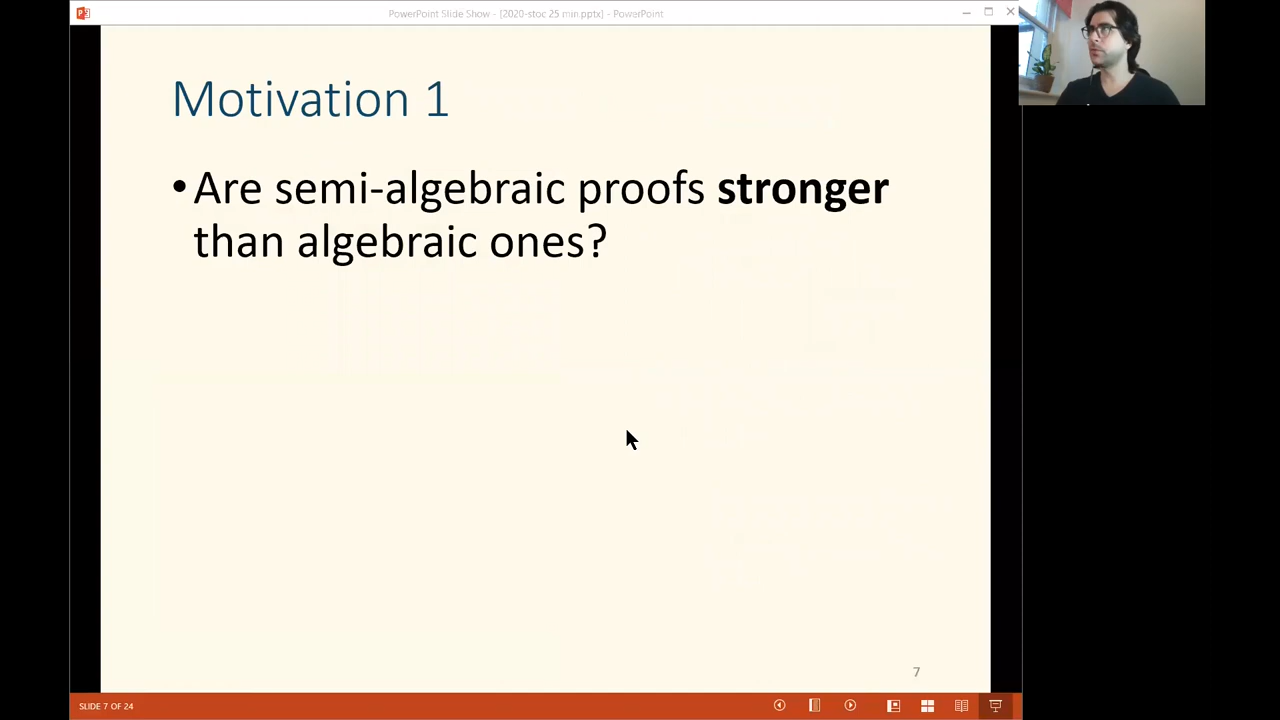 PowerPoint Slide Show - [2020-stoc 25 min.pptx] - PowerPoint
Motivation 1
•Are semi-algebraic proofs stronger
than algebraic ones?
7
SLIDE 7 OF 24